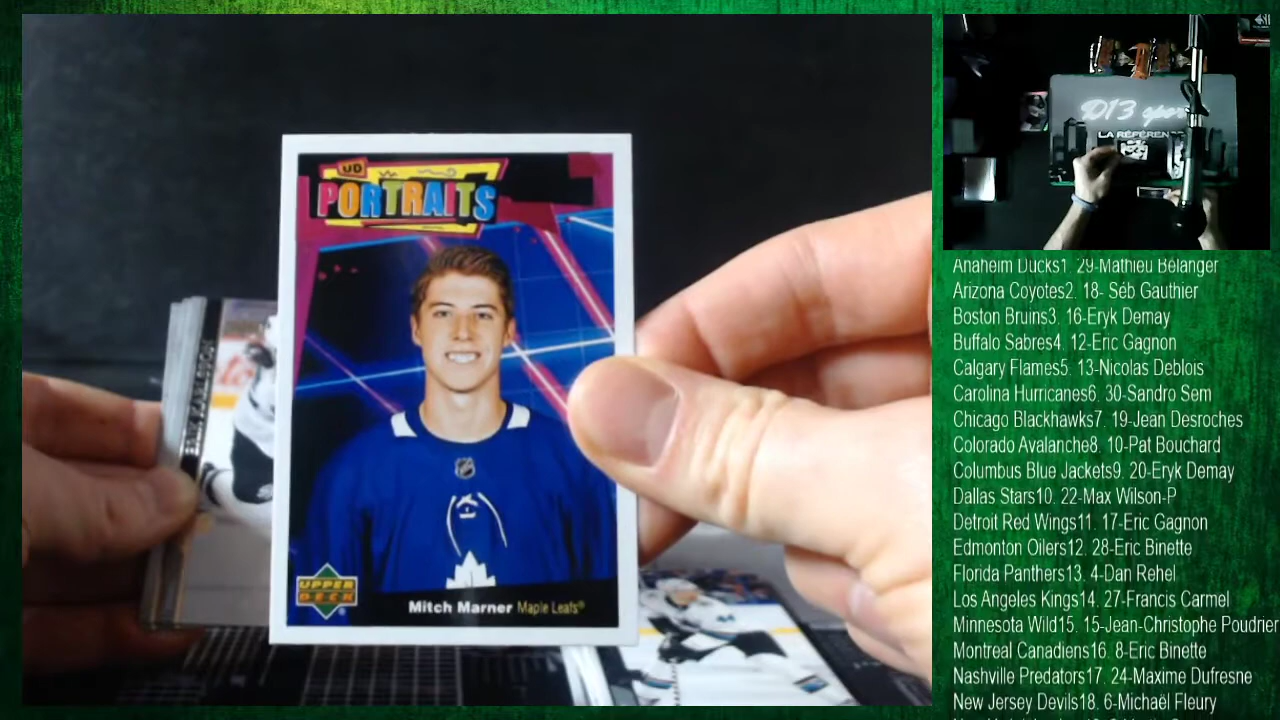 UD
PORTRAITS
UPPER
DECK
Mitch Marner Maple Leafs®
ERIK KARLSSON
D13
LA RÉFÉRENCE
Anaheim Ducks1. 29-Mathieu Bélanger
Arizona Coyotes2. 18- Séb Gauthier
Boston Bruins3. 16-Eryk Demay
Buffalo Sabres4. 12-Eric Gagnon
Calgary Flames5. 13-Nicolas Deblois
Carolina Hurricanes6. 30-Sandro Sem
Chicago Blackhawks7. 19-Jean Desroches
Colorado Avalanche8. 10-Pat Bouchard
Columbus Blue Jackets9. 20-Eryk Demay
Dallas Stars10. 22-Max Wilson-P
Detroit Red Wings11. 17-Eric Gagnon
Edmonton Oilers12. 28-Eric Binette
Florida Panthers13. 4-Dan Rehel
Los Angeles Kings14. 27-Francis Carmel
Minnesota Wild15. 15-Jean-Christophe Poudrier
Montreal Canadiens16. 8-Eric Binette
Nashville Predators17. 24-Maxime Dufresne
New Jersey Devils18. 6-Michaël Fleury